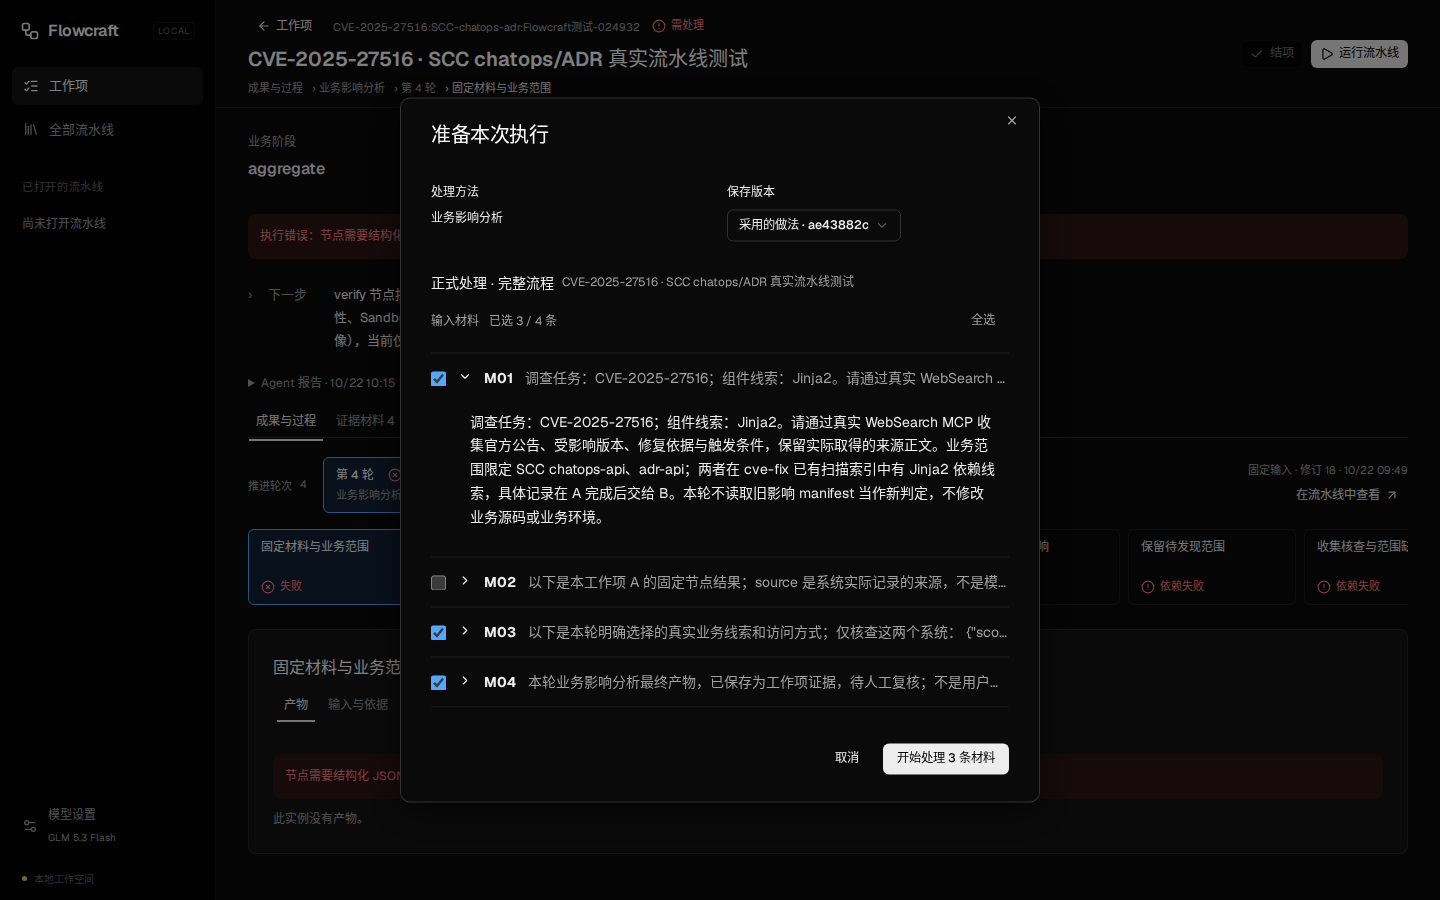 Flowcraft
LOCAL
工作项
全部流水线
已打开的流水线
尚未打开流水线
模型设置
GLM 5.3 Flash
本地工作空间
工作项
CVE-2025-27516:SCC-chatops-adr:Flowcraft测试-024932
需处理
CVE-2025-27516 · SCC chatops/ADR 真实流水线测试
结项
运行流水线
成果与过程 › 业务影响分析 › 第 4 轮 › 固定材料与业务范围
业务阶段
aggregate
执行错误：节点需要结构化
下一步
verify 节点
性、Sandb
像），当前
Agent 报告 · 10/22 10:15
成果与过程
证据材料 4
推进轮次 4
第 4 轮
业务影响分析
固定输入 · 修订 18 · 10/22 09:49
在流水线中查看
固定材料与业务范围
失败
响
依赖失败
保留待发现范围
依赖失败
收集核查与范围
依赖失败
固定材料与业务范
产物
输入与依据
节点需要结构化 JSON
此实例没有产物。
准备本次执行
处理方法
业务影响分析
保存版本
采用的做法 · ae43882c
正式处理 · 完整流程 CVE-2025-27516 · SCC chatops/ADR 真实流水线测试
输入材料 已选 3 / 4 条
全选
M01 调查任务：CVE-2025-27516；组件线索：Jinja2。请通过真实 WebSearch ...
调查任务：CVE-2025-27516；组件线索：Jinja2。请通过真实 WebSearch MCP 收
集官方公告、受影响版本、修复依据与触发条件，保留实际取得的来源正文。业务范
围限定 SCC chatops-api、adr-api；两者在 cve-fix 已有扫描索引中有 Jinja2 依赖线
索，具体记录在 A 完成后交给 B。本轮不读取旧影响 manifest 当作新判定，不修改
业务源码或业务环境。
M02 以下是本工作项 A 的固定节点结果；source 是系统实际记录的来源，不是模...
M03 以下是本轮明确选择的真实业务线索和访问方式；仅核查这两个系统： {"sco...
M04 本轮业务影响分析最终产物，已保存为工作项证据，待人工复核；不是用户...
取消
开始处理 3 条材料